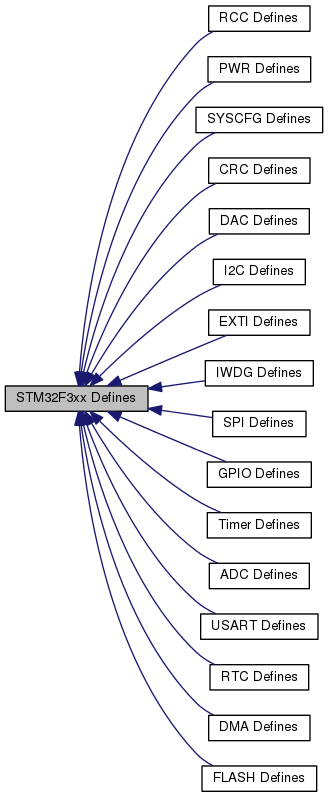 RCC Defines
PWR Defines
SYSCFG Defines
CRC Defines
DAC Defines
I2C Defines
EXTI Defines
IWDG Defines
STM32F3xx Defines
SPI Defines
GPIO Defines
Timer Defines
ADC Defines
USART Defines
RTC Defines
DMA Defines
FLASH Defines